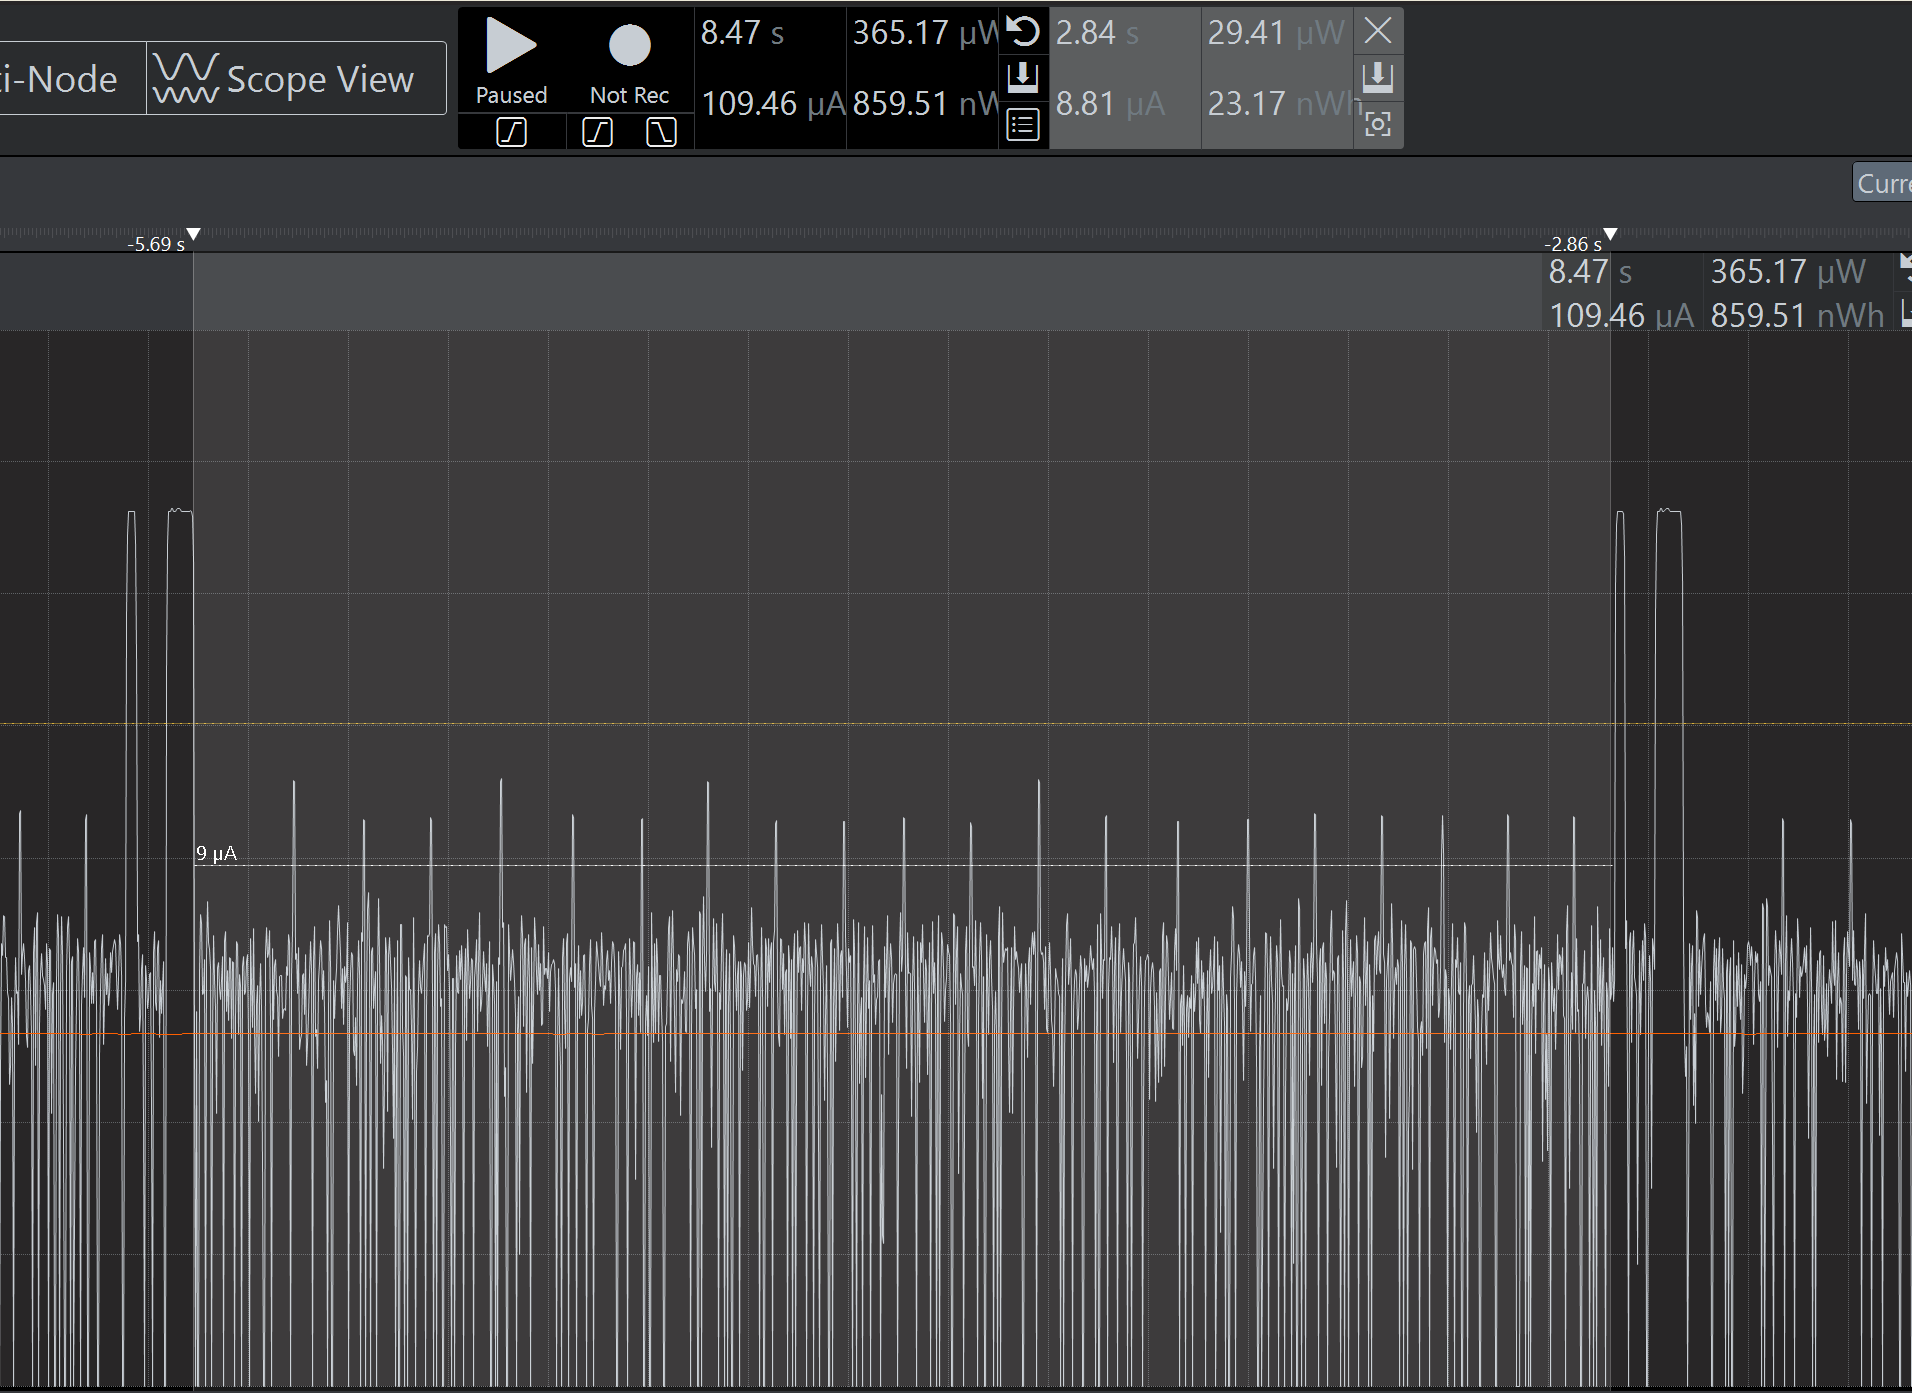 8.47 s 365.17 µW 2.84 s 29.41 µW
i-Node Scope View
Paused Not Rec 109.46 µA 859.51 nW 8.81 µA 23.17 nWh
Curre
-5.69 s -2.86 s
8.47 s 365.17 µW
109.46 µA 859.51 nWh
9 µA